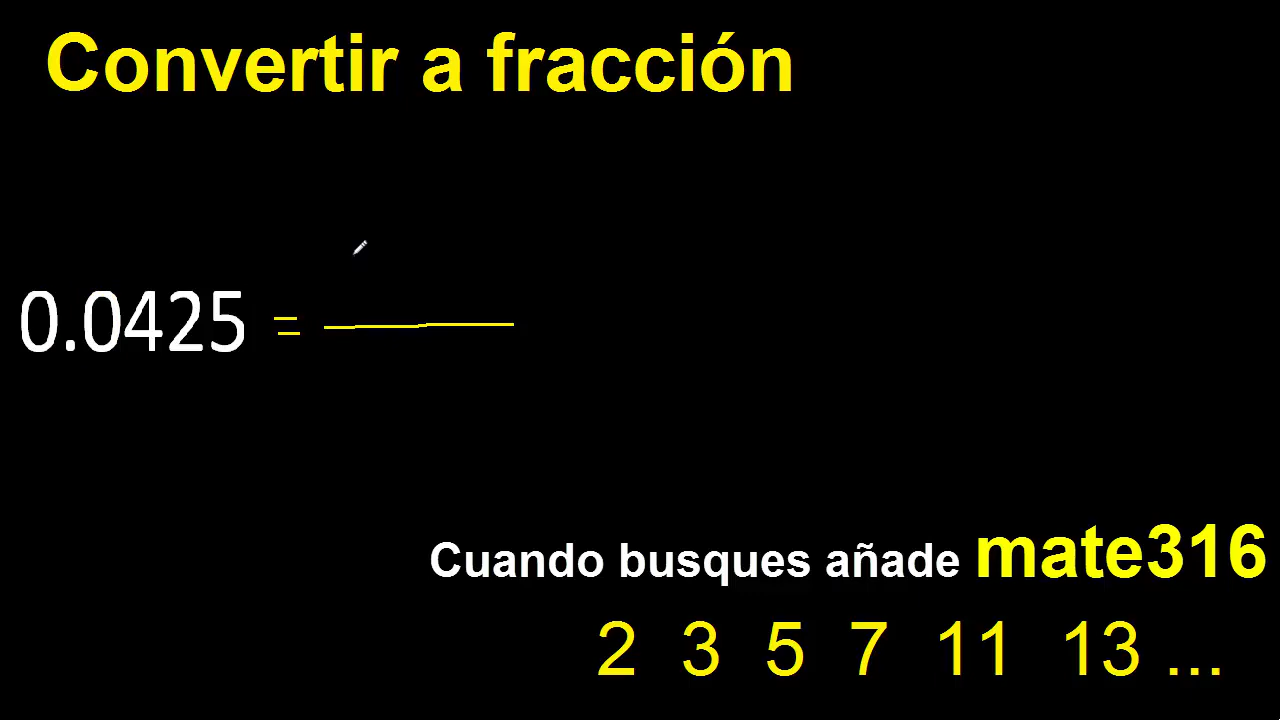 Convertir a fracción
0.0425 =
Cuando busques añade mate316
2 3 5 7 11 13 ...